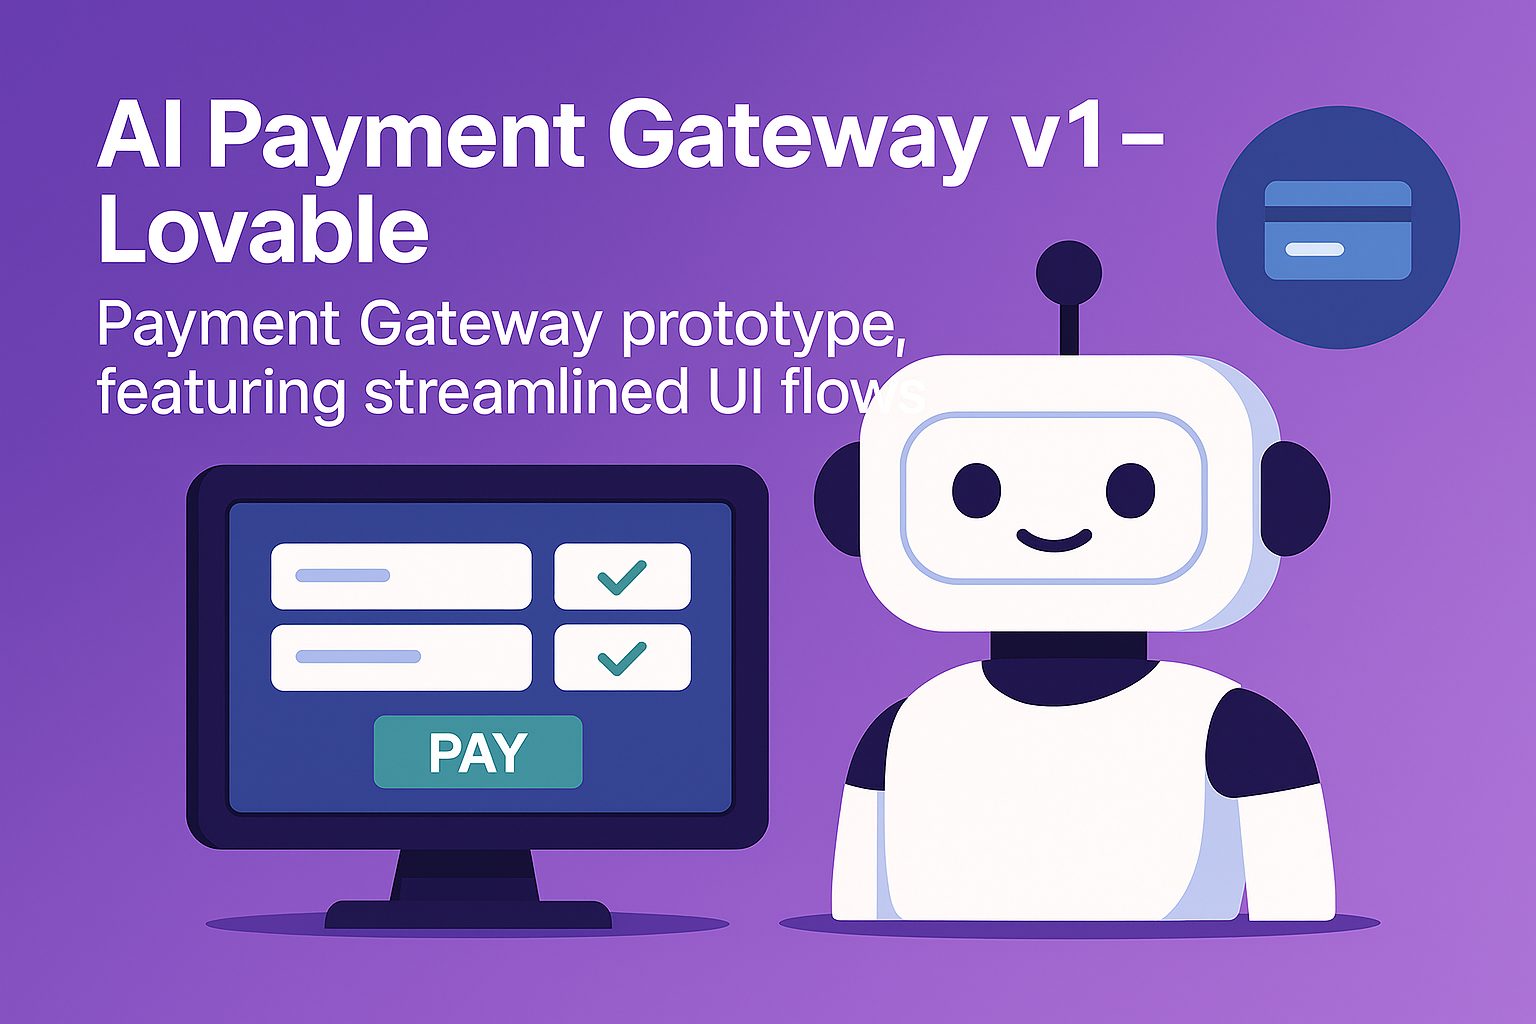 AI Payment Gateway v1 –
Lovable
Payment Gateway prototype,
featuring streamlined UI flows
PAY